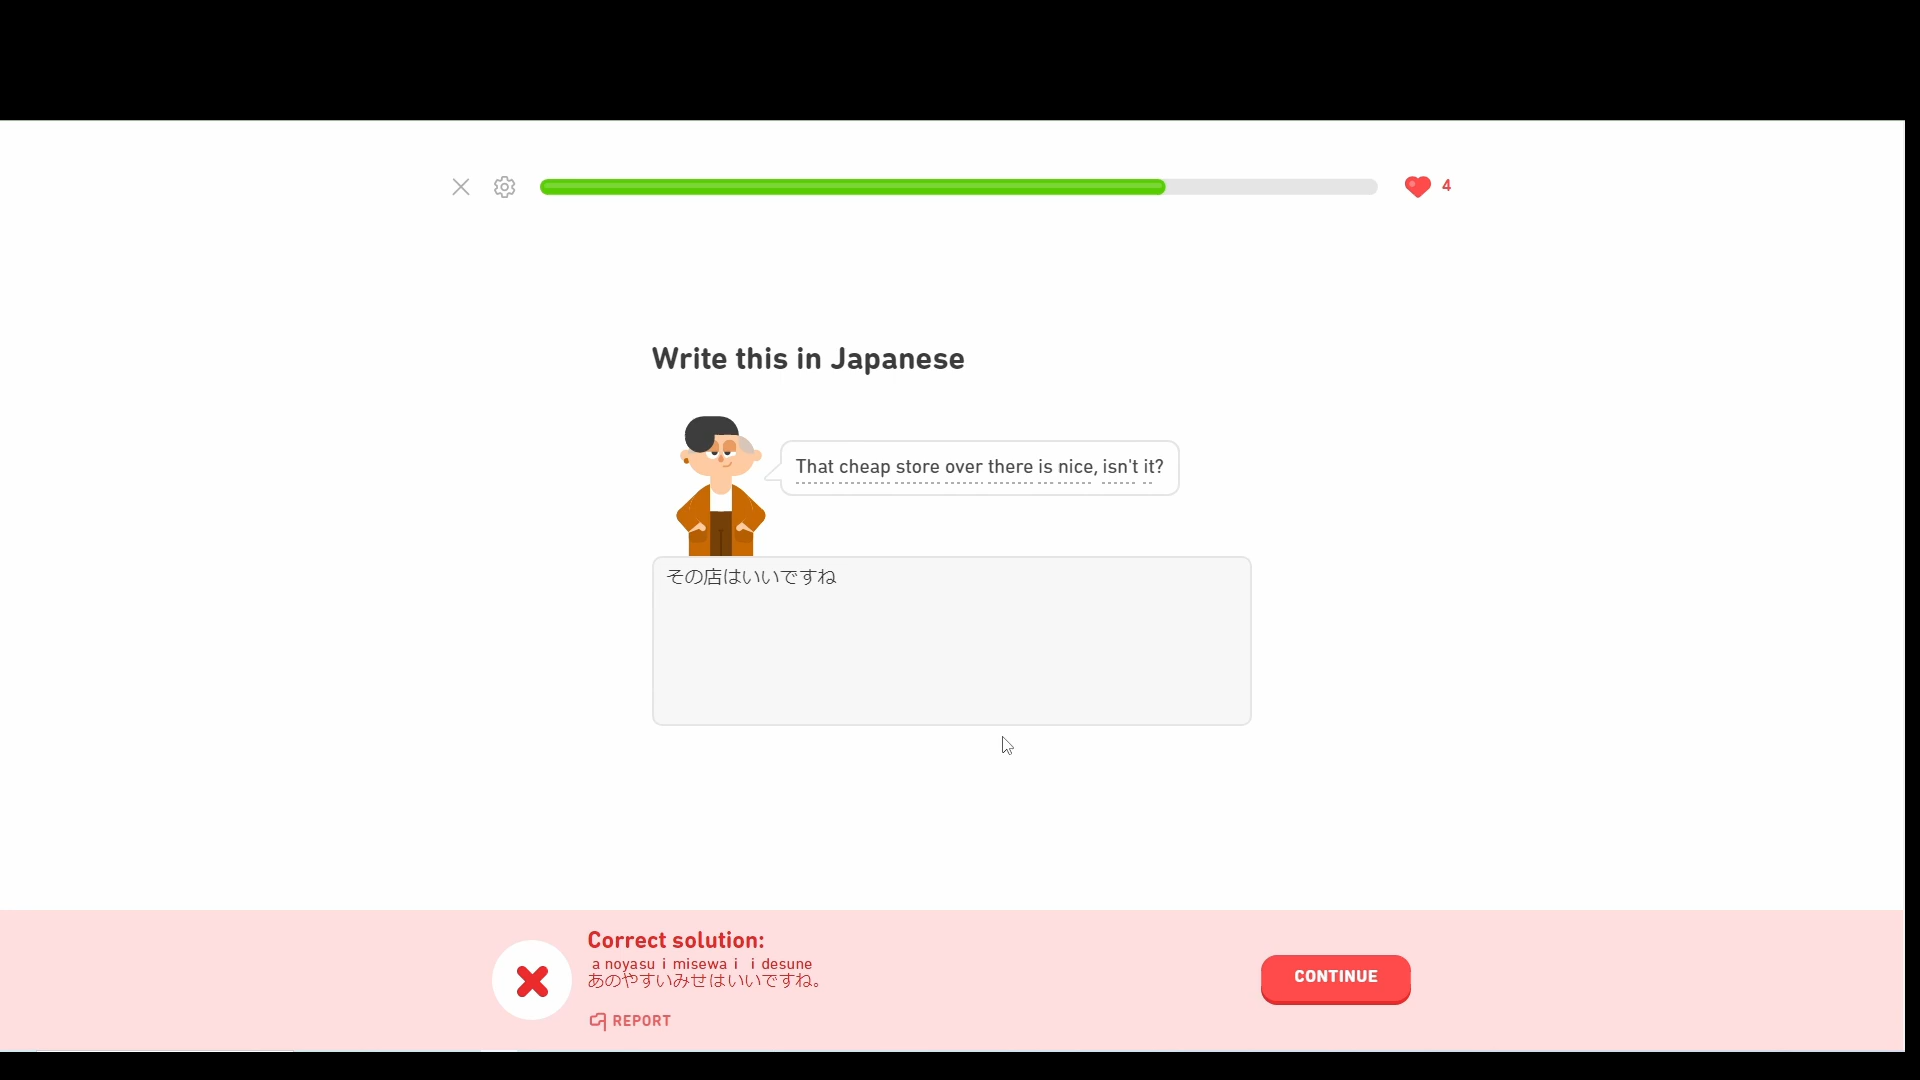 4
Write this in Japanese
That cheap store over there is nice, isn't it?
その店はいいですね
Correct solution:
a noyasu i misewa i i desune
あのやすいみせはいいですね。
CONTINUE
REPORT